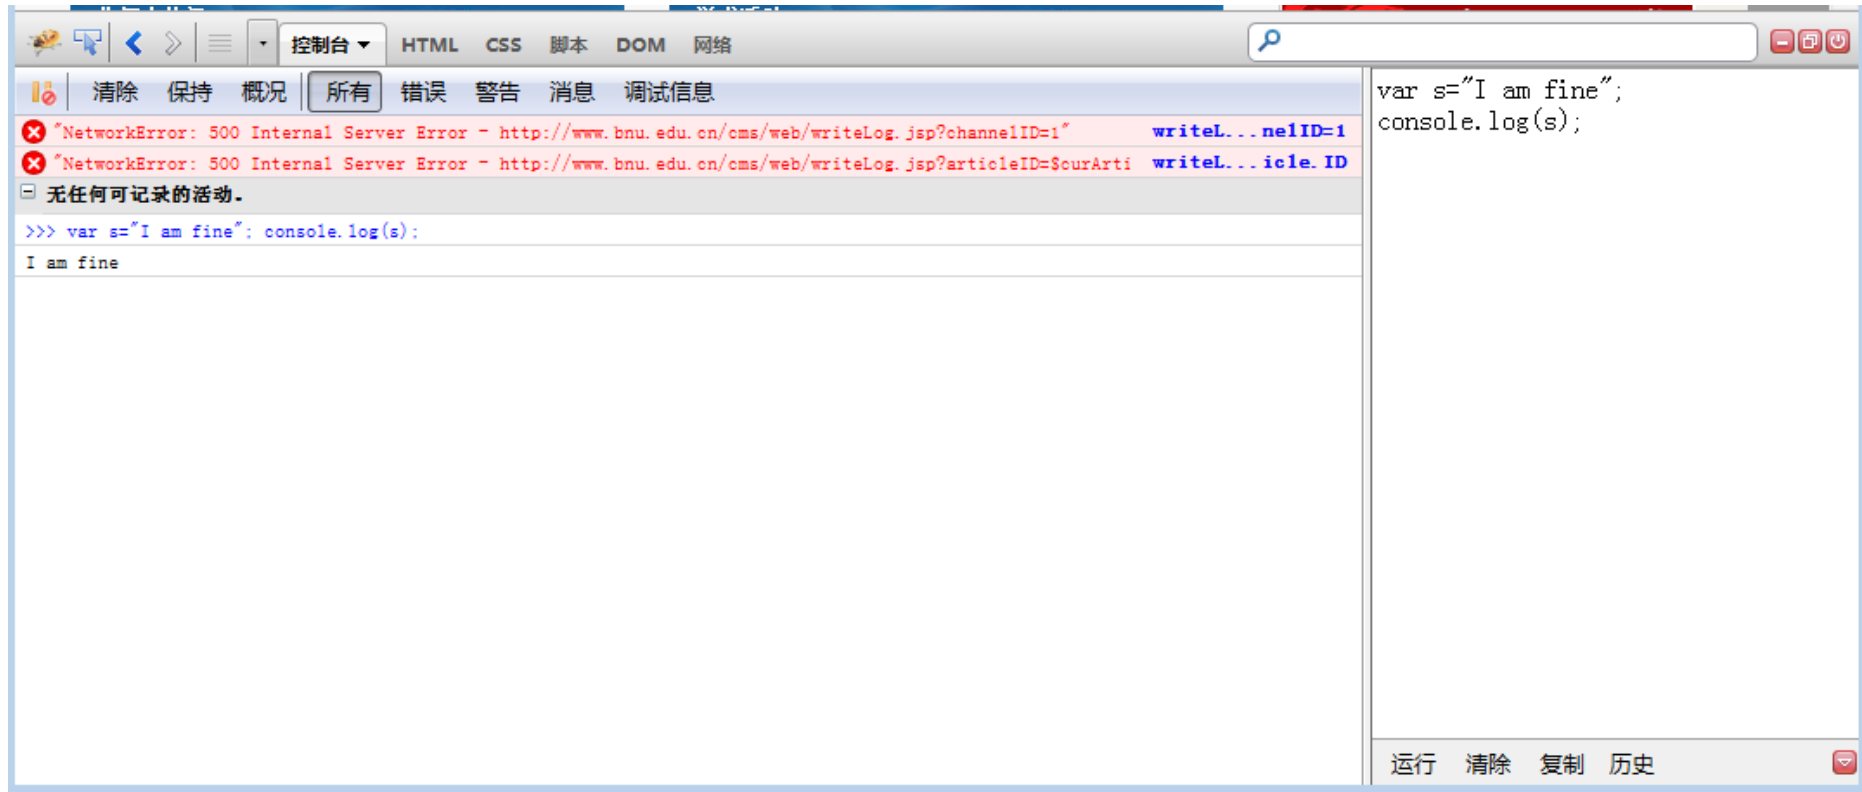 控制台 HTML CSS 脚本 DOM 网络
清除 保持 概况 所有 错误 警告 消息 调试信息
"NetworkError: 500 Internal Server Error - http://www.bnu.edu.cn/cms/web/writeLog.jsp?channelID=1" writeL...nelID=1
"NetworkError: 500 Internal Server Error - http://www.bnu.edu.cn/cms/web/writeLog.jsp?articleID=$curArti writeL...icle.ID
无任何可记录的活动.
>>> var s="I am fine"; console.log(s);
I am fine
var s="I am fine";
console.log(s);
运行 清除 复制 历史